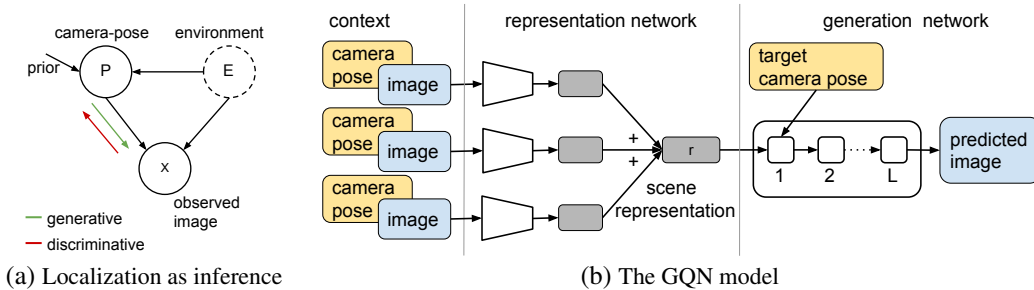 camera-pose
environment
prior
P
E
X
observed
image
generative
discriminative
(a) Localization as inference
context
representation network
generation network
camera
pose
image
camera
pose
image
camera
pose
image
+
+
r
scene
representation
target
camera pose
1
2
L
predicted
image
(b) The GQN model